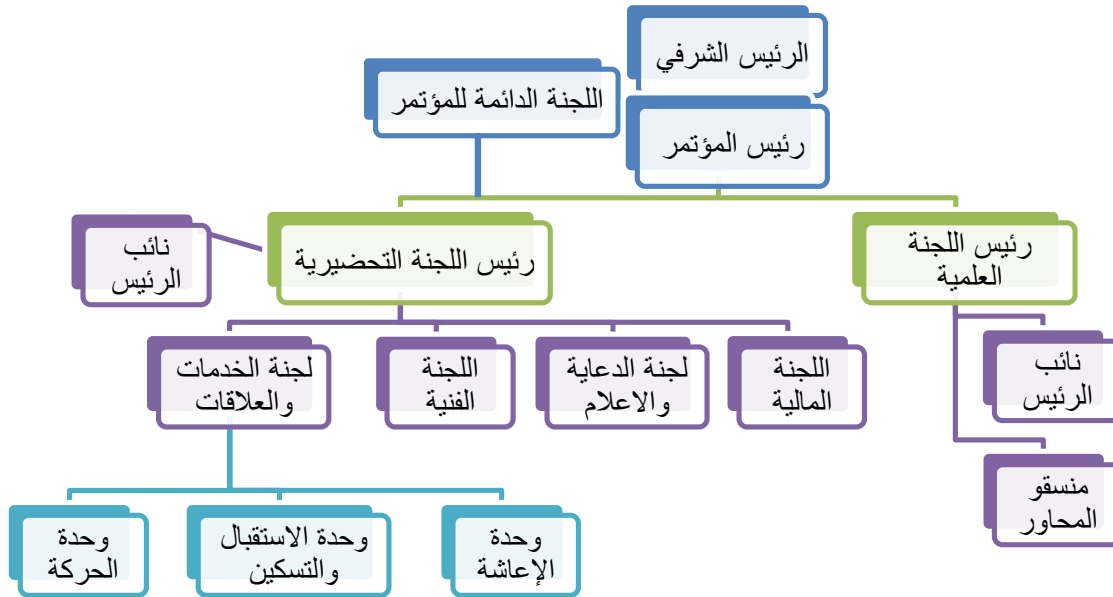 الرئيس الشرفي
اللجنة الدائمة للمؤتمر
رئيس المؤتمر
رئيس اللجنة
العلمية
رئيس اللجنة التحضيرية
نائب
الرئيس
نائب
الرئيس
منسقو
المحاور
اللجنة
المالية
لجنة الدعاية
والاعلام
اللجنة
الفنية
لجنة الخدمات
والعلاقات
وحدة
الإعاشة
وحدة الاستقبال
والتسكين
وحدة
الحركة